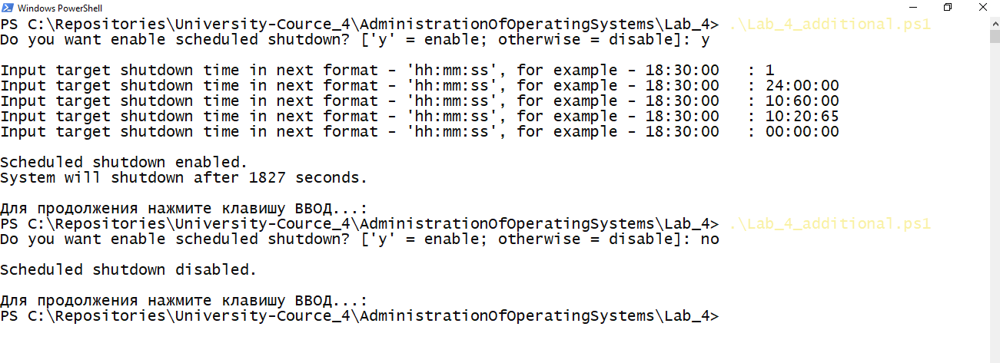 Windows PowerShell
PS C:\Repositories\University-Cource_4\AdministrationOfOperatingSystems\Lab_4> .\Lab_4_additional.ps1
Do you want enable scheduled shutdown? ['y' = enable; otherwise = disable]: y
Input target shutdown time in next format - 'hh:mm:ss', for example - 18:30:00   : 1
Input target shutdown time in next format - 'hh:mm:ss', for example - 18:30:00   : 24:00:00
Input target shutdown time in next format - 'hh:mm:ss', for example - 18:30:00   : 10:60:00
Input target shutdown time in next format - 'hh:mm:ss', for example - 18:30:00   : 10:20:65
Input target shutdown time in next format - 'hh:mm:ss', for example - 18:30:00   : 00:00:00
Scheduled shutdown enabled.
System will shutdown after 1827 seconds.
Для продолжения нажмите клавишу ВВОД...:
PS C:\Repositories\University-Cource_4\AdministrationOfOperatingSystems\Lab_4> .\Lab_4_additional.ps1
Do you want enable scheduled shutdown? ['y' = enable; otherwise = disable]: no
Scheduled shutdown disabled.
Для продолжения нажмите клавишу ВВОД...:
PS C:\Repositories\University-Cource_4\AdministrationOfOperatingSystems\Lab_4>